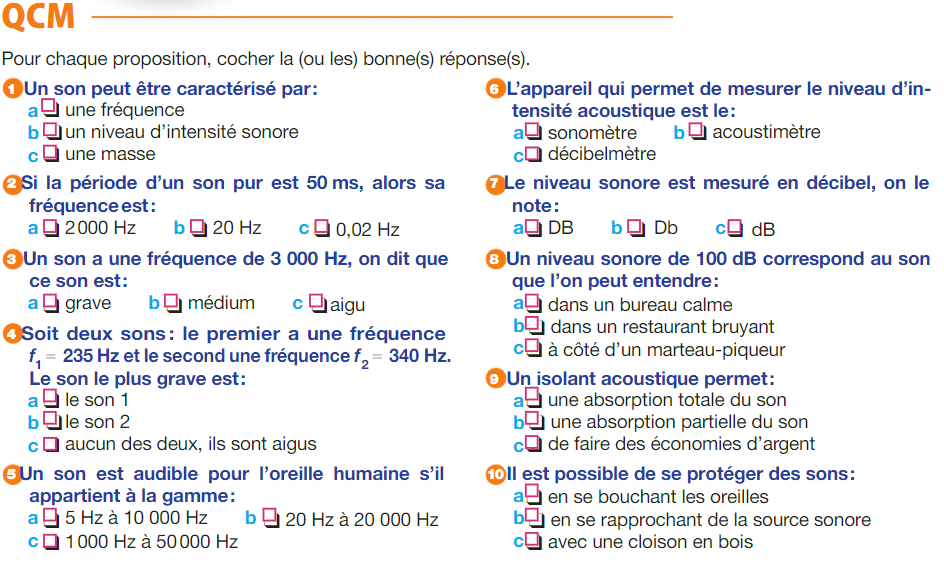 QCM
Pour chaque proposition, cocher la (ou les) bonne(s) réponse(s).
1 Un son peut être caractérisé par :
a une fréquence
b un niveau d'intensité sonore
c une masse
2 Si la période d'un son pur est 50 ms, alors sa
fréquence est :
a 2 000 Hz b 20 Hz c 0,02 Hz
3 Un son a une fréquence de 3 000 Hz, on dit que
ce son est :
a grave b médium c aigu
4 Soit deux sons : le premier a une fréquence
f1 = 235 Hz et le second une fréquence f2 = 340 Hz.
Le son le plus grave est :
a le son 1
b le son 2
c aucun des deux, ils sont aigus
5 Un son est audible pour l'oreille humaine s'il
appartient à la gamme :
a 5 Hz à 10 000 Hz b 20 Hz à 20 000 Hz
c 1 000 Hz à 50 000 Hz
6 L'appareil qui permet de mesurer le niveau d'in-
tensité acoustique est le :
a sonomètre b acoustimètre
c décibelmètre
7 Le niveau sonore est mesuré en décibel, on le
note :
a DB b Db c dB
8 Un niveau sonore de 100 dB correspond au son
que l'on peut entendre :
a dans un bureau calme
b dans un restaurant bruyant
c à côté d'un marteau-piqueur
9 Un isolant acoustique permet :
a une absorption totale du son
b une absorption partielle du son
c de faire des économies d'argent
10 Il est possible de se protéger des sons :
a en se bouchant les oreilles
b en se rapprochant de la source sonore
c avec une cloison en bois